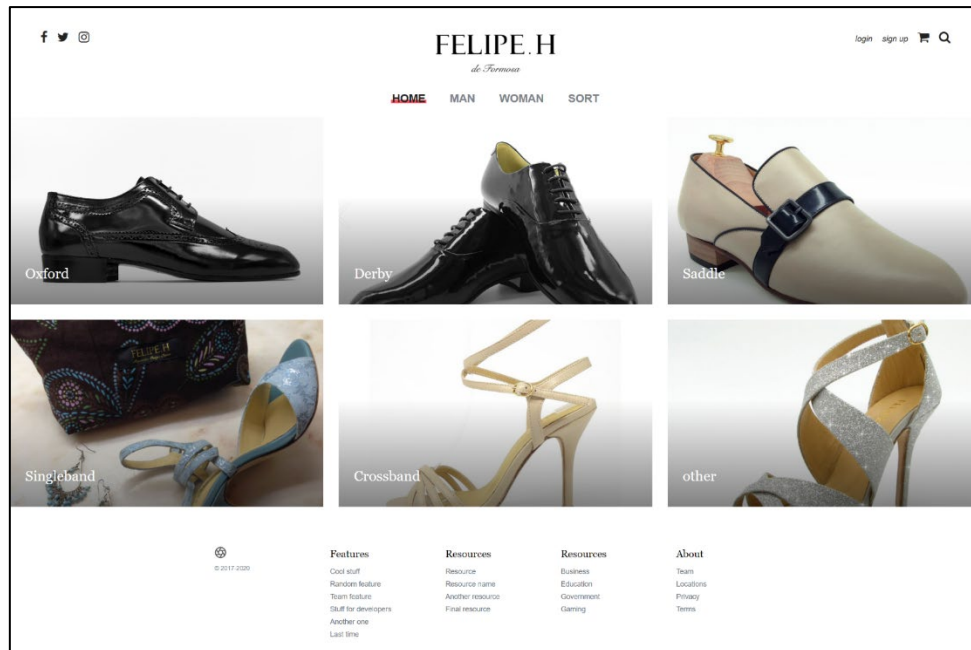 FELIPE.H
de Formosa
login sign up
HOME MAN WOMAN SORT
Oxford
Derby
Saddle
FELIPE.H
Singleband
Crossband
other
© 2017-2020
Features
Cool stuff
Random feature
Team feature
Stuff for developers
Another one
Last time
Resources
Resource
Resource name
Another resource
Final resource
Resources
Business
Education
Government
Gaming
About
Team
Locations
Privacy
Terms